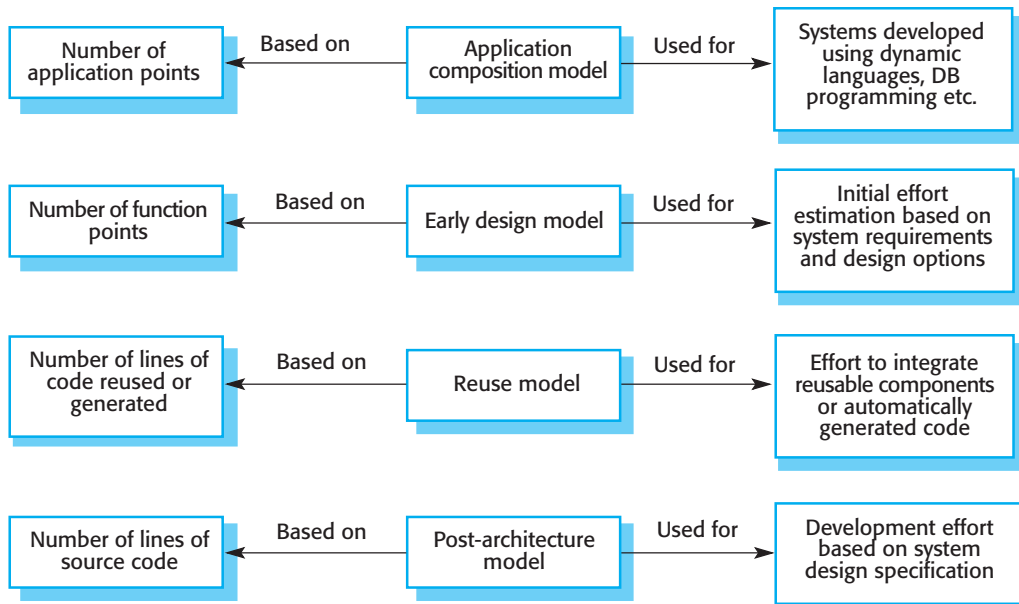 Number of
application points
Based on
Application
composition model
Used for
Systems developed
using dynamic
languages, DB
programming etc.
Number of function
points
Based on
Early design model
Used for
Initial effort
estimation based on
system requirements
and design options
Number of lines of
code reused or
generated
Based on
Reuse model
Used for
Effort to integrate
reusable components
or automatically
generated code
Number of lines of
source code
Based on
Post-architecture
model
Used for
Development effort
based on system
design specification